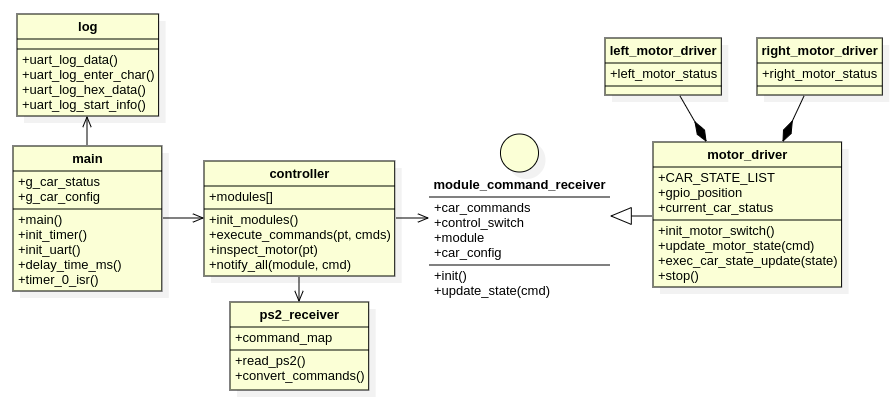 log
+uart_log_data()
+uart_log_enter_char()
+uart_log_hex_data()
+uart_log_start_info()
left_motor_driver
+left_motor_status
right_motor_driver
+right_motor_status
main
+g_car_status
+g_car_config
+main()
+init_timer()
+init_uart()
+delay_time_ms()
+timer_0_isr()
controller
+modules[]
+init_modules()
+execute_commands(pt, cmds)
+inspect_motor(pt)
+notify_all(module, cmd)
module_command_receiver
+car_commands
+control_switch
+module
+car_config
+init()
+update_state(cmd)
motor_driver
+CAR_STATE_LIST
+gpio_position
+current_car_status
+init_motor_switch()
+update_motor_state(cmd)
+exec_car_state_update(state)
+stop()
ps2_receiver
+command_map
+read_ps2()
+convert_commands()